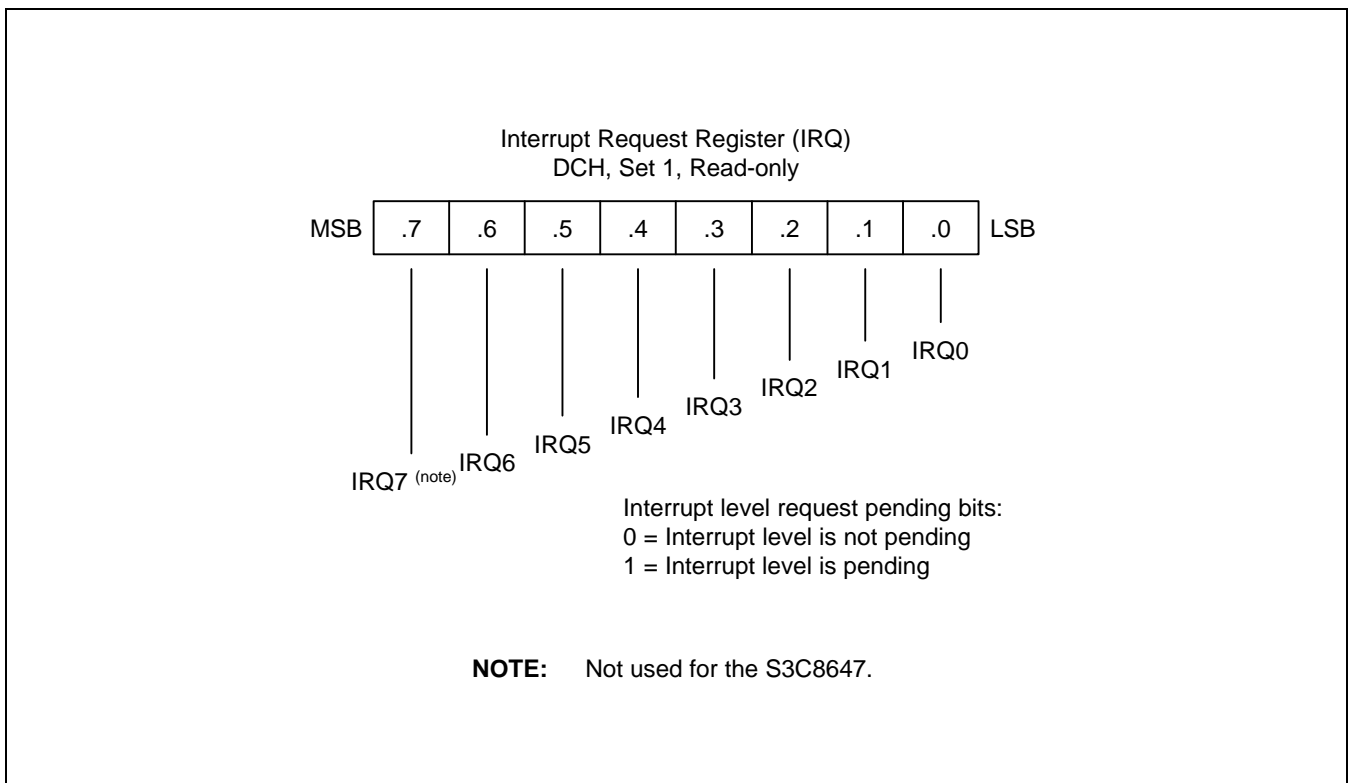 Interrupt Request Register (IRQ)
DCH, Set 1, Read-only
MSB .7 .6 .5 .4 .3 .2 .1 .0 LSB
IRQ0
IRQ1
IRQ2
IRQ3
IRQ4
IRQ5
IRQ6
IRQ7 (note)
Interrupt level request pending bits:
0 = Interrupt level is not pending
1 = Interrupt level is pending
NOTE: Not used for the S3C8647.